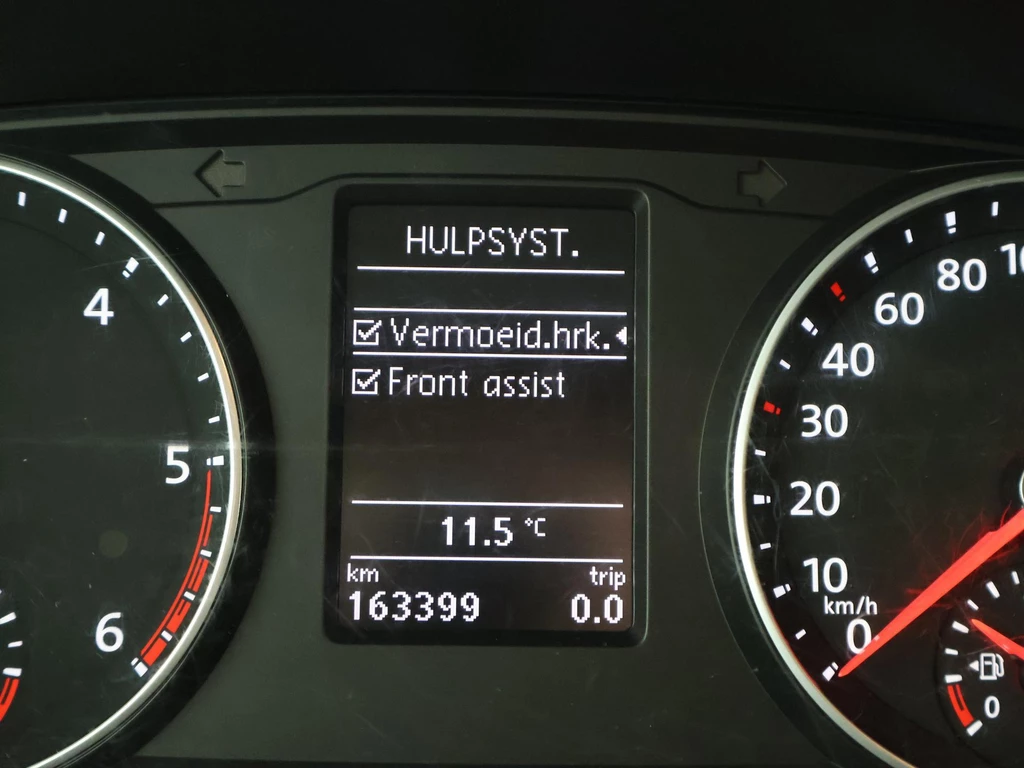 HULPSYST.
Vermoeid.hrk.
Front assist
11.5 °C
km trip
163399 0.0
4
5
6
10
20
30
40
60
80
km/h
0
0